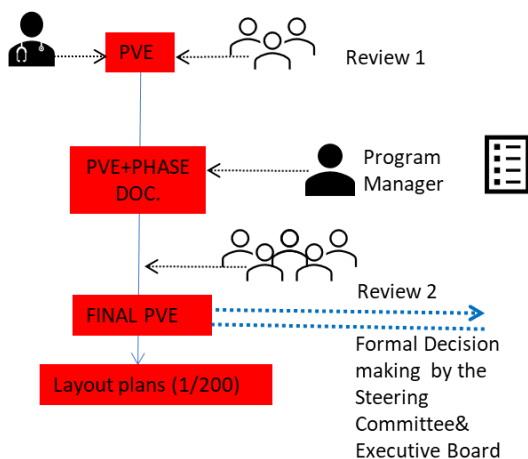 PVE
Review 1
PVE+PHASE
DOC.
Program
Manager
FINAL PVE
Review 2
Formal Decision
making by the
Steering
Committee&
Executive Board
Layout plans (1/200)